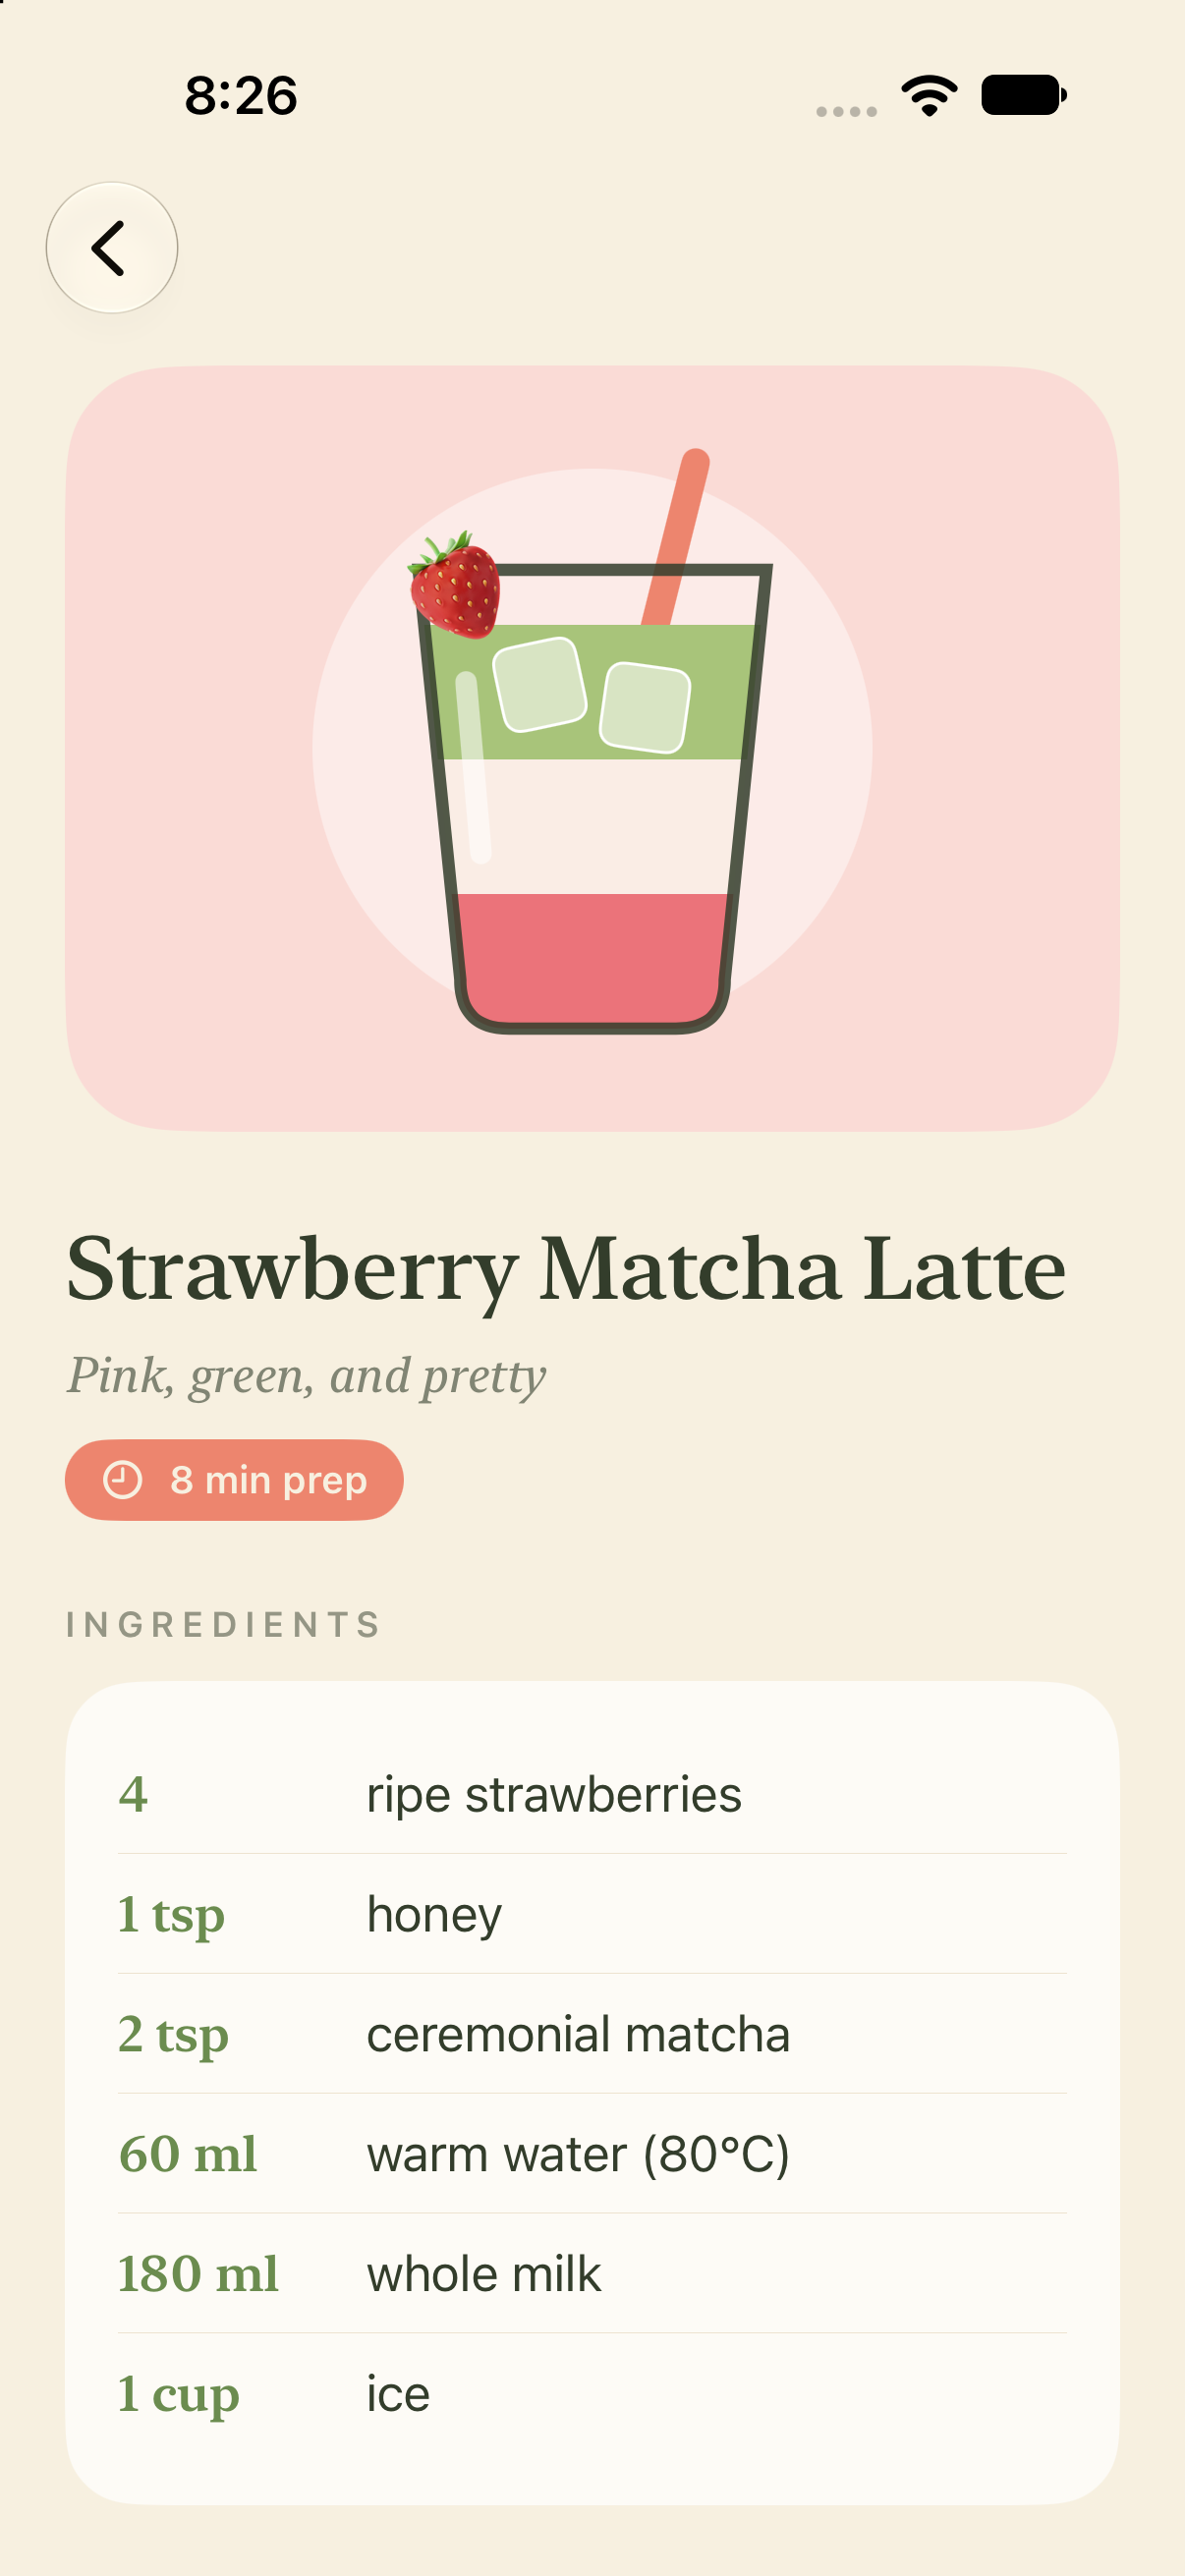 8:26
Strawberry Matcha Latte
Pink, green, and pretty
8 min prep
INGREDIENTS
4 ripe strawberries
1 tsp honey
2 tsp ceremonial matcha
60 ml warm water (80°C)
180 ml whole milk
1 cup ice